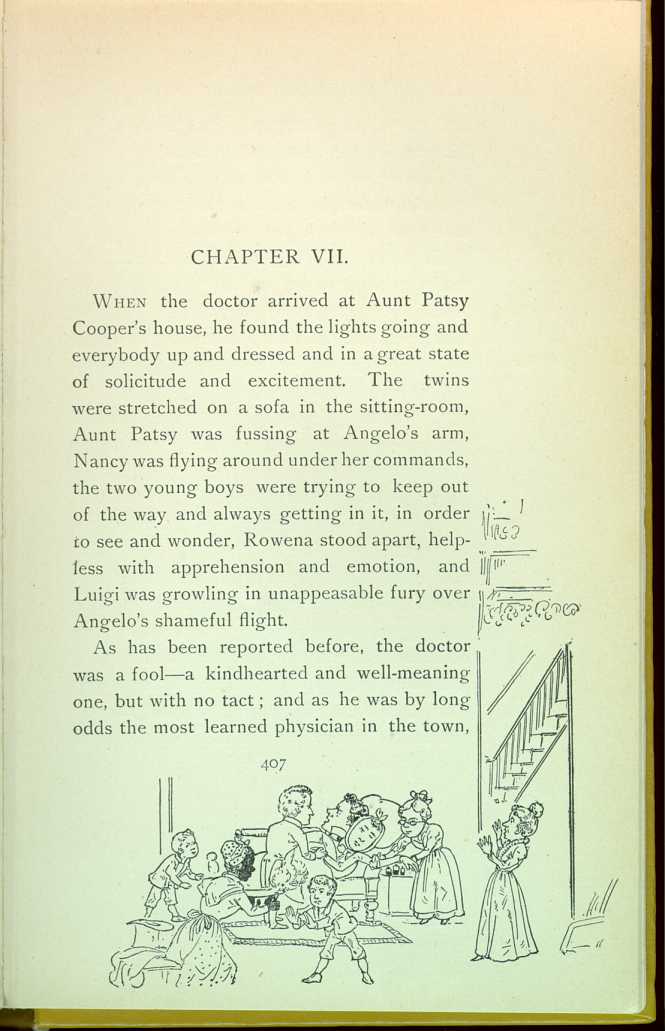 CHAPTER VII.
WHEN the doctor arrived at Aunt Patsy
Cooper's house, he found the lights going and
everybody up and dressed and in a great state
of solicitude and excitement. The twins
were stretched on a sofa in the sitting-room,
Aunt Patsy was fussing at Angelo's arm,
Nancy was flying around under her commands,
the two young boys were trying to keep out
of the way and always getting in it, in order
to see and wonder, Rowena stood apart, help-
less with apprehension and emotion, and
Luigi was growling in unappeasable fury over
Angelo's shameful flight.
As has been reported before, the doctor
was a fool—a kindhearted and well-meaning
one, but with no tact; and as he was by long
odds the most learned physician in the town,
407